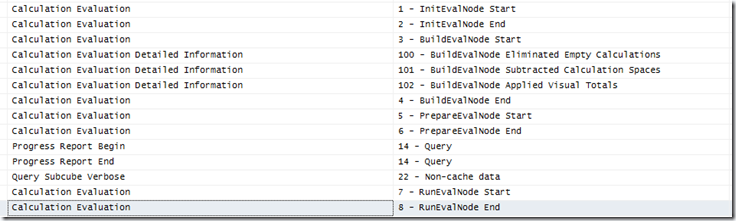 Calculation Evaluation 1 - InitEvalNode Start
Calculation Evaluation 2 - InitEvalNode End
Calculation Evaluation 3 - BuildEvalNode Start
Calculation Evaluation Detailed Information 100 - BuildEvalNode Eliminated Empty Calculations
Calculation Evaluation Detailed Information 101 - BuildEvalNode Subtracted Calculation Spaces
Calculation Evaluation Detailed Information 102 - BuildEvalNode Applied Visual Totals
Calculation Evaluation 4 - BuildEvalNode End
Calculation Evaluation 5 - PrepareEvalNode Start
Calculation Evaluation 6 - PrepareEvalNode End
Progress Report Begin 14 - Query
Progress Report End 14 - Query
Query Subcube Verbose 22 - Non-cache data
Calculation Evaluation 7 - RunEvalNode Start
Calculation Evaluation 8 - RunEvalNode End